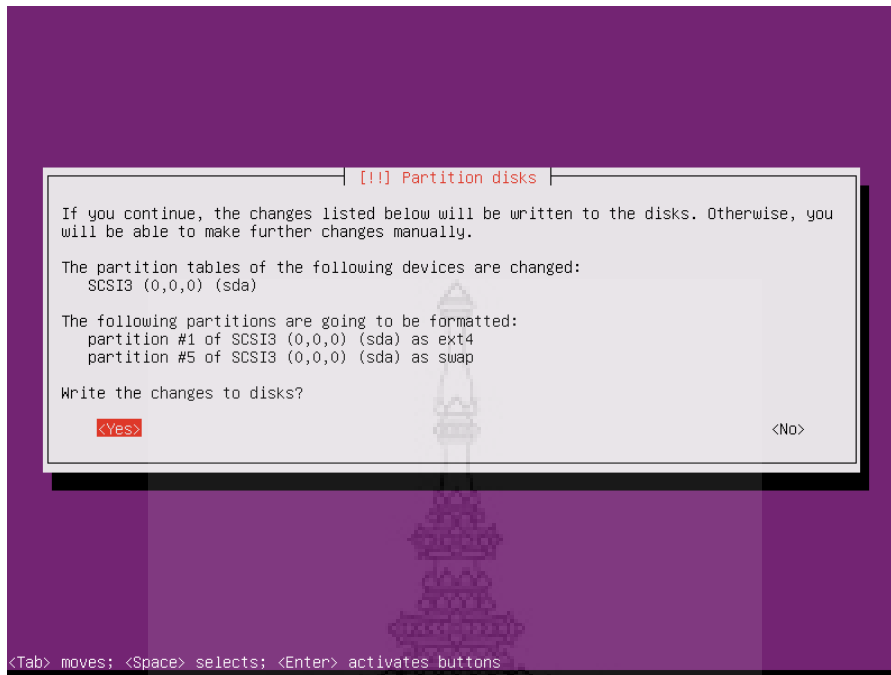 [!!] Partition disks
If you continue, the changes listed below will be written to the disks. Otherwise, you
will be able to make further changes manually.
The partition tables of the following devices are changed:
SCSI3 (0,0,0) (sda)
The following partitions are going to be formatted:
partition #1 of SCSI3 (0,0,0) (sda) as ext4
partition #5 of SCSI3 (0,0,0) (sda) as swap
Write the changes to disks?
<Yes> <No>
<Tab> moves; <Space> selects; <Enter> activates buttons